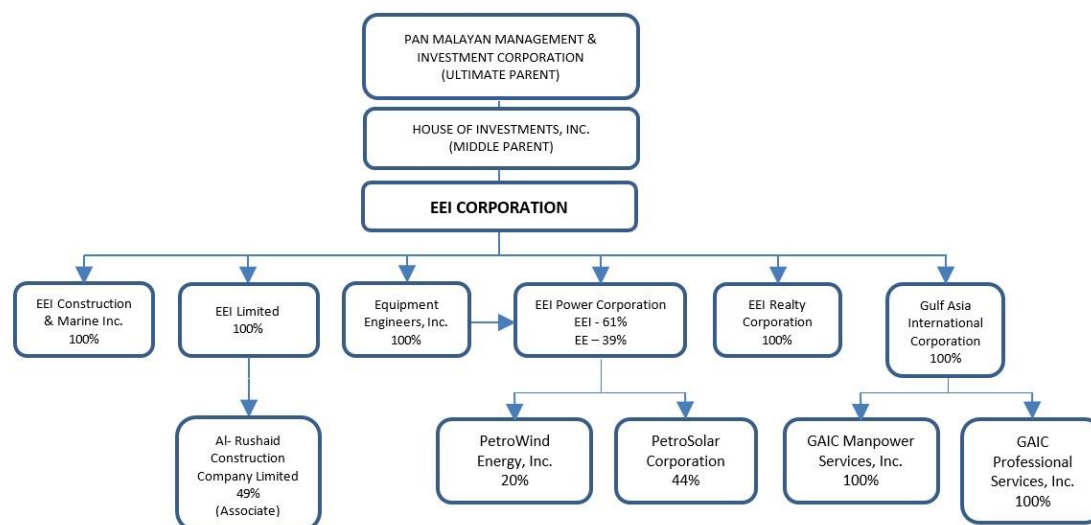 PAN MALAYAN MANAGEMENT &
INVESTMENT CORPORATION
(ULTIMATE PARENT)
HOUSE OF INVESTMENTS, INC.
(MIDDLE PARENT)
EEI CORPORATION
EEI Construction
& Marine Inc.
100%
EEI Limited
100%
Equipment
Engineers, Inc.
100%
EEI Power Corporation
EEI - 61%
EE – 39%
EEI Realty
Corporation
100%
Gulf Asia
International
Corporation
100%
Al- Rushaid
Construction
Company Limited
49%
(Associate)
PetroWind
Energy, Inc.
20%
PetroSolar
Corporation
44%
GAIC Manpower
Services, Inc.
100%
GAIC
Professional
Services, Inc.
100%